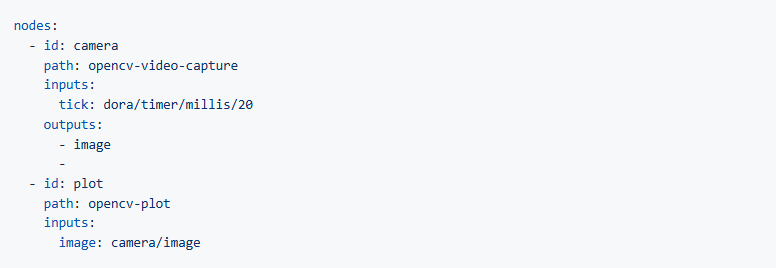 nodes:
  - id: camera
    path: opencv-video-capture
    inputs:
      tick: dora/timer/millis/20
    outputs:
      - image
      -
  - id: plot
    path: opencv-plot
    inputs:
      image: camera/image